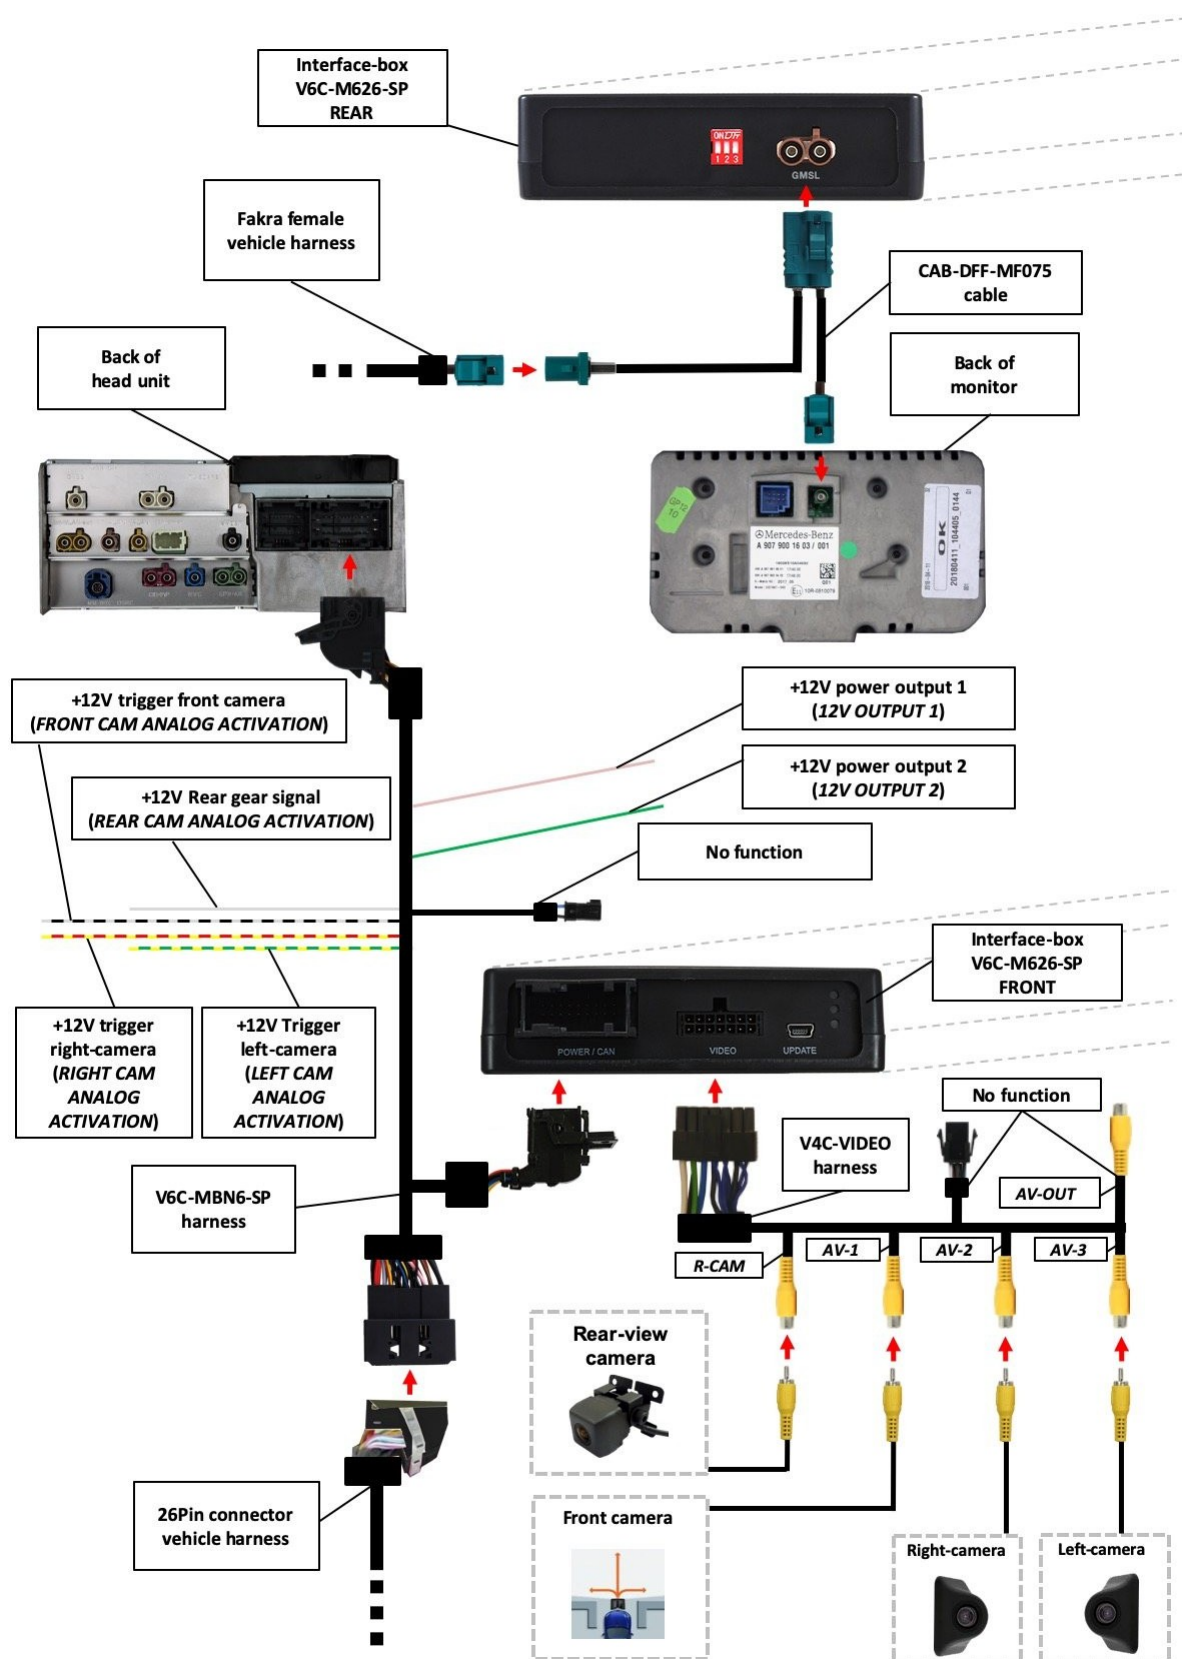 Interface-box
V6C-M626-SP
REAR
ON DIP
1 2 3
GMSL
Fakra female
vehicle harness
CAB-DFF-MF075
cable
Back of
head unit
Back of
monitor
Mercedes-Benz
A 907 900 16 03 / 001
OK
20180411_104405_0144
+12V trigger front camera
(FRONT CAM ANALOG ACTIVATION)
+12V power output 1
(12V OUTPUT 1)
+12V Rear gear signal
(REAR CAM ANALOG ACTIVATION)
+12V power output 2
(12V OUTPUT 2)
No function
Interface-box
V6C-M626-SP
FRONT
+12V trigger
right-camera
(RIGHT CAM
ANALOG
ACTIVATION)
+12V Trigger
left-camera
(LEFT CAM
ANALOG
ACTIVATION)
POWER / CAN
VIDEO
UPDATE
No function
V4C-VIDEO
harness
V6C-MBN6-SP
harness
AV-OUT
R-CAM
AV-1
AV-2
AV-3
Rear-view
camera
26Pin connector
vehicle harness
Front camera
Right-camera
Left-camera